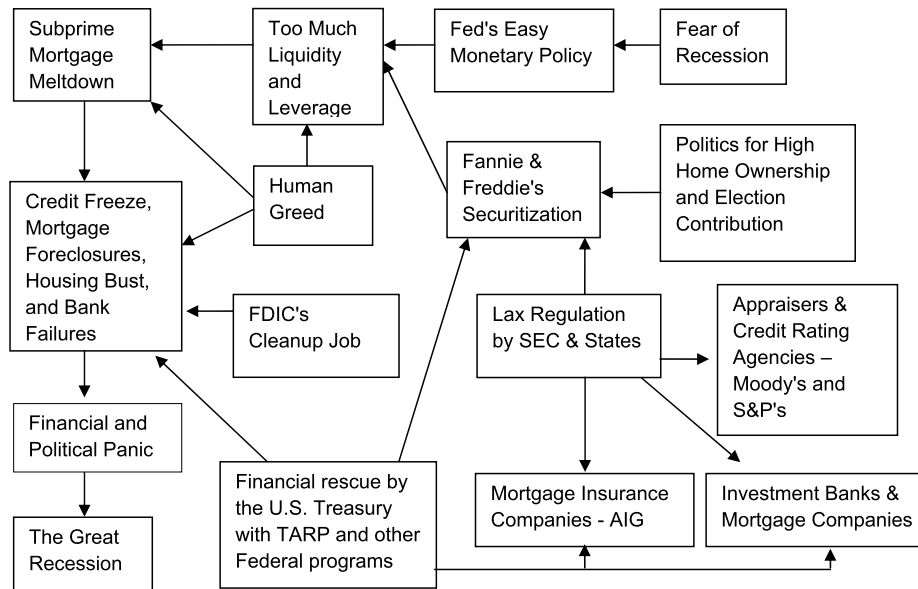 Subprime
Mortgage
Meltdown
Too Much
Liquidity
and
Leverage
Fed's Easy
Monetary Policy
Fear of
Recession
Human
Greed
Fannie &
Freddie's
Securitization
Politics for High
Home Ownership
and Election
Contribution
Credit Freeze,
Mortgage
Foreclosures,
Housing Bust,
and Bank
Failures
FDIC's
Cleanup Job
Lax Regulation
by SEC & States
Appraisers &
Credit Rating
Agencies –
Moody's and
S&P's
Financial and
Political Panic
Financial rescue by
the U.S. Treasury
with TARP and other
Federal programs
Mortgage Insurance
Companies - AIG
Investment Banks &
Mortgage Companies
The Great
Recession